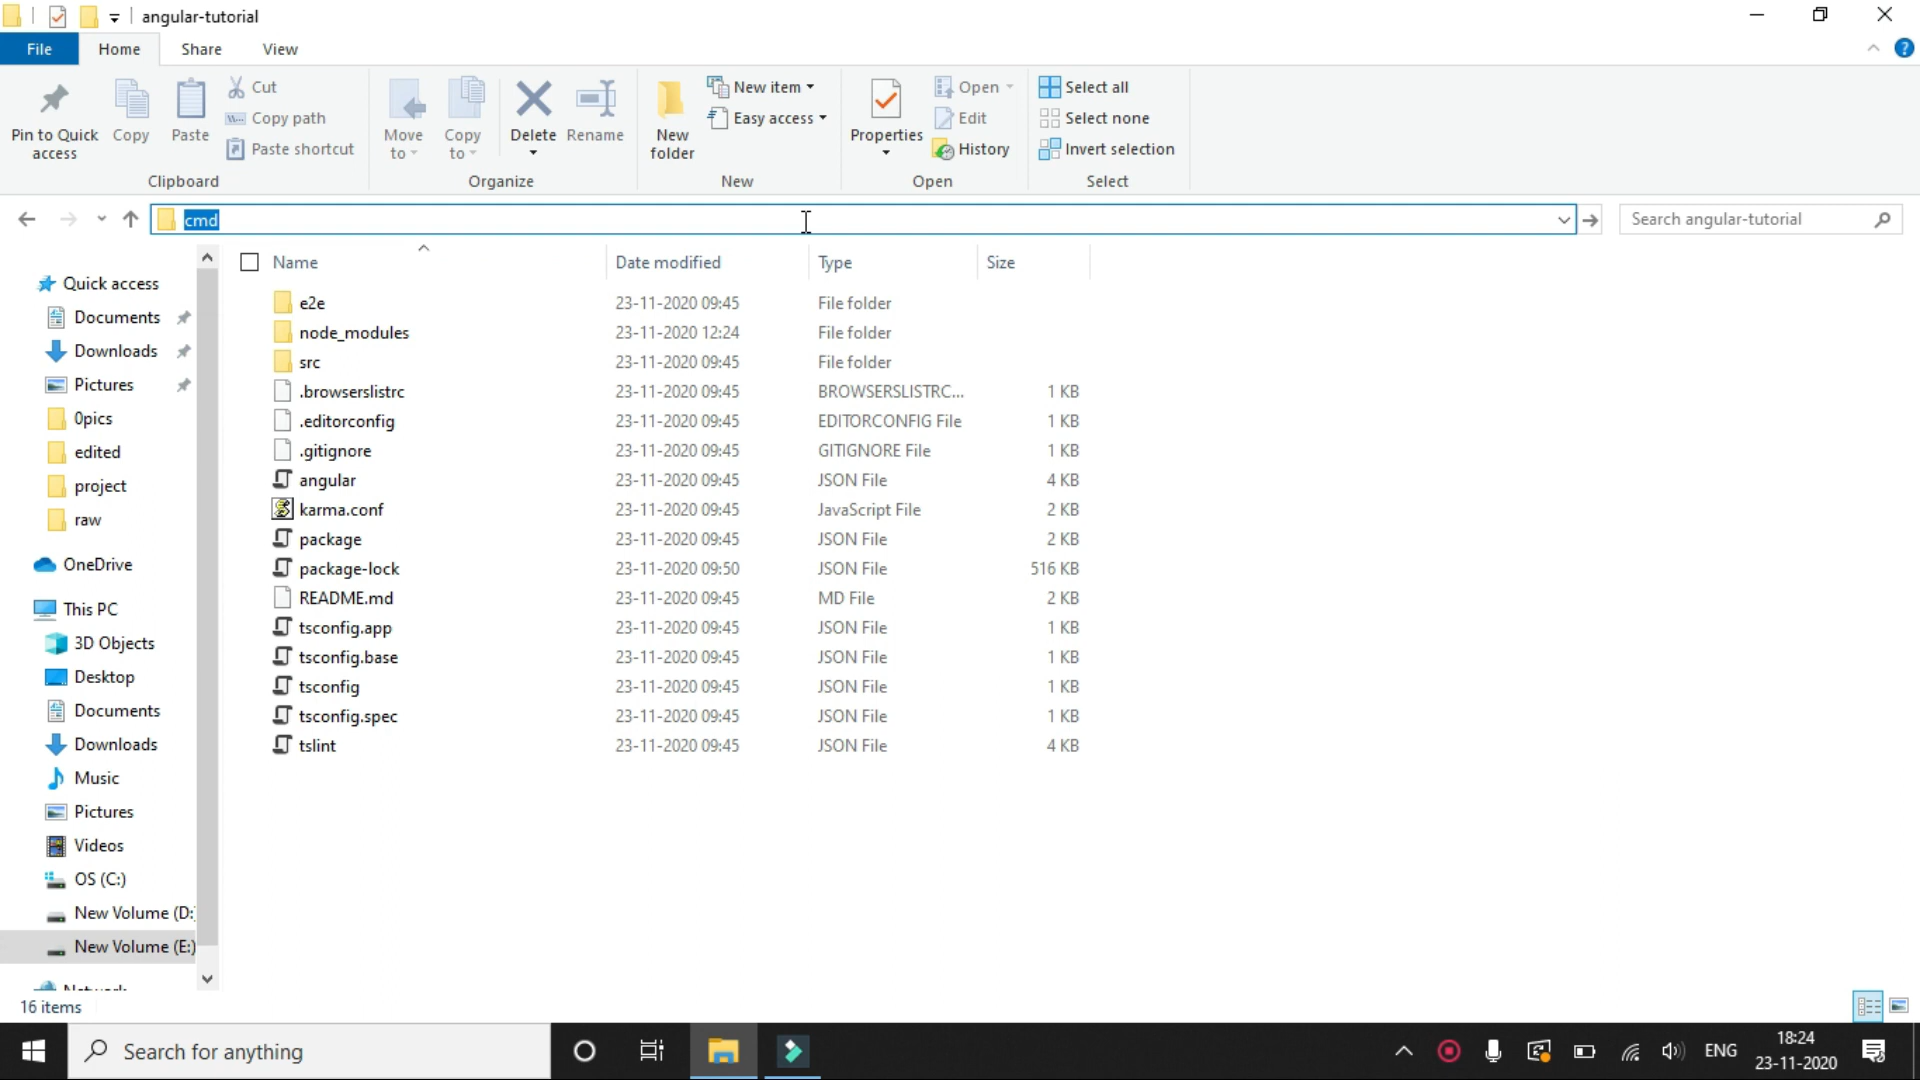 angular-tutorial
File Home Share View
Pin to Quick access
Copy
Paste
Cut
Copy path
Paste shortcut
Clipboard
Move to
Copy to
Delete
Rename
Organize
New folder
New item
Easy access
New
Properties
Open
Edit
History
Open
Select all
Select none
Invert selection
Select
cmd
Search angular-tutorial
Quick access
Documents
Downloads
Pictures
0pics
edited
project
raw
OneDrive
This PC
3D Objects
Desktop
Documents
Downloads
Music
Pictures
Videos
OS (C:)
New Volume (D:
New Volume (E:)
Name Date modified Type Size
e2e 23-11-2020 09:45 File folder
node_modules 23-11-2020 12:24 File folder
src 23-11-2020 09:45 File folder
.browserslistrc 23-11-2020 09:45 BROWSERSLISTRC... 1 KB
.editorconfig 23-11-2020 09:45 EDITORCONFIG File 1 KB
.gitignore 23-11-2020 09:45 GITIGNORE File 1 KB
angular 23-11-2020 09:45 JSON File 4 KB
karma.conf 23-11-2020 09:45 JavaScript File 2 KB
package 23-11-2020 09:45 JSON File 2 KB
package-lock 23-11-2020 09:50 JSON File 516 KB
README.md 23-11-2020 09:45 MD File 2 KB
tsconfig.app 23-11-2020 09:45 JSON File 1 KB
tsconfig.base 23-11-2020 09:45 JSON File 1 KB
tsconfig 23-11-2020 09:45 JSON File 1 KB
tsconfig.spec 23-11-2020 09:45 JSON File 1 KB
tslint 23-11-2020 09:45 JSON File 4 KB
16 items
Search for anything
ENG
18:24
23-11-2020